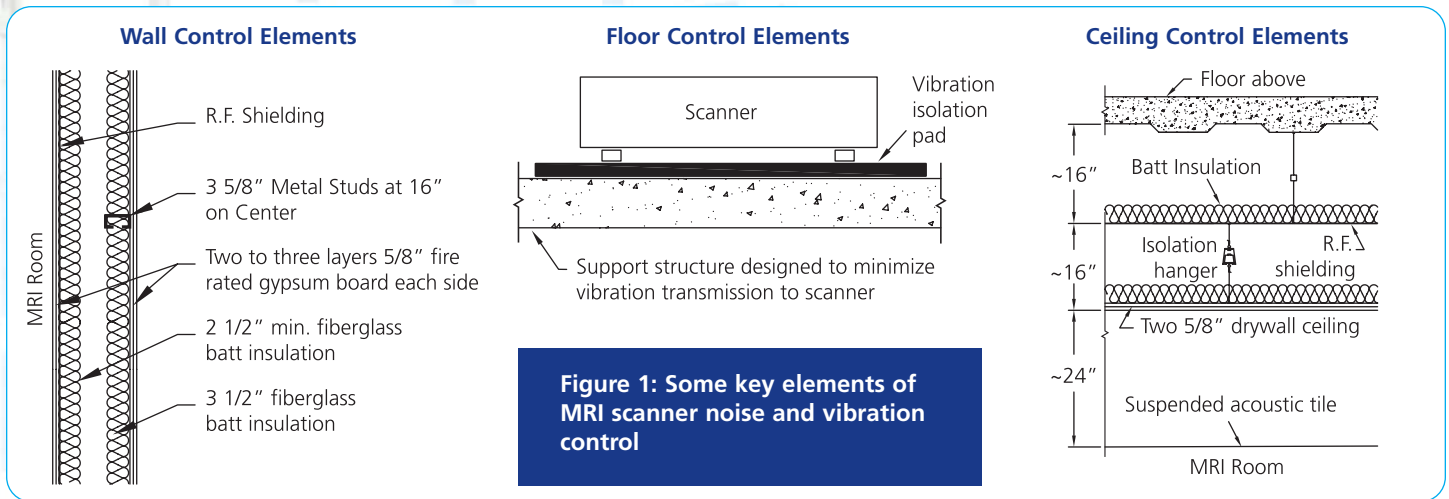 Wall Control Elements
R.F. Shielding
3 5/8” Metal Studs at 16”
on Center
MRI Room
Two to three layers 5/8” fire
rated gypsum board each side
2 1/2” min. fiberglass
batt insulation
3 1/2” fiberglass
batt insulation
Floor Control Elements
Scanner
Vibration
isolation
pad
Support structure designed to minimize
vibration transmission to scanner
Figure 1: Some key elements of
MRI scanner noise and vibration
control
Ceiling Control Elements
Floor above
~16”
Batt Insulation
~16”
Isolation
hanger
R.F.
shielding
Two 5/8” drywall ceiling
~24”
Suspended acoustic tile
MRI Room